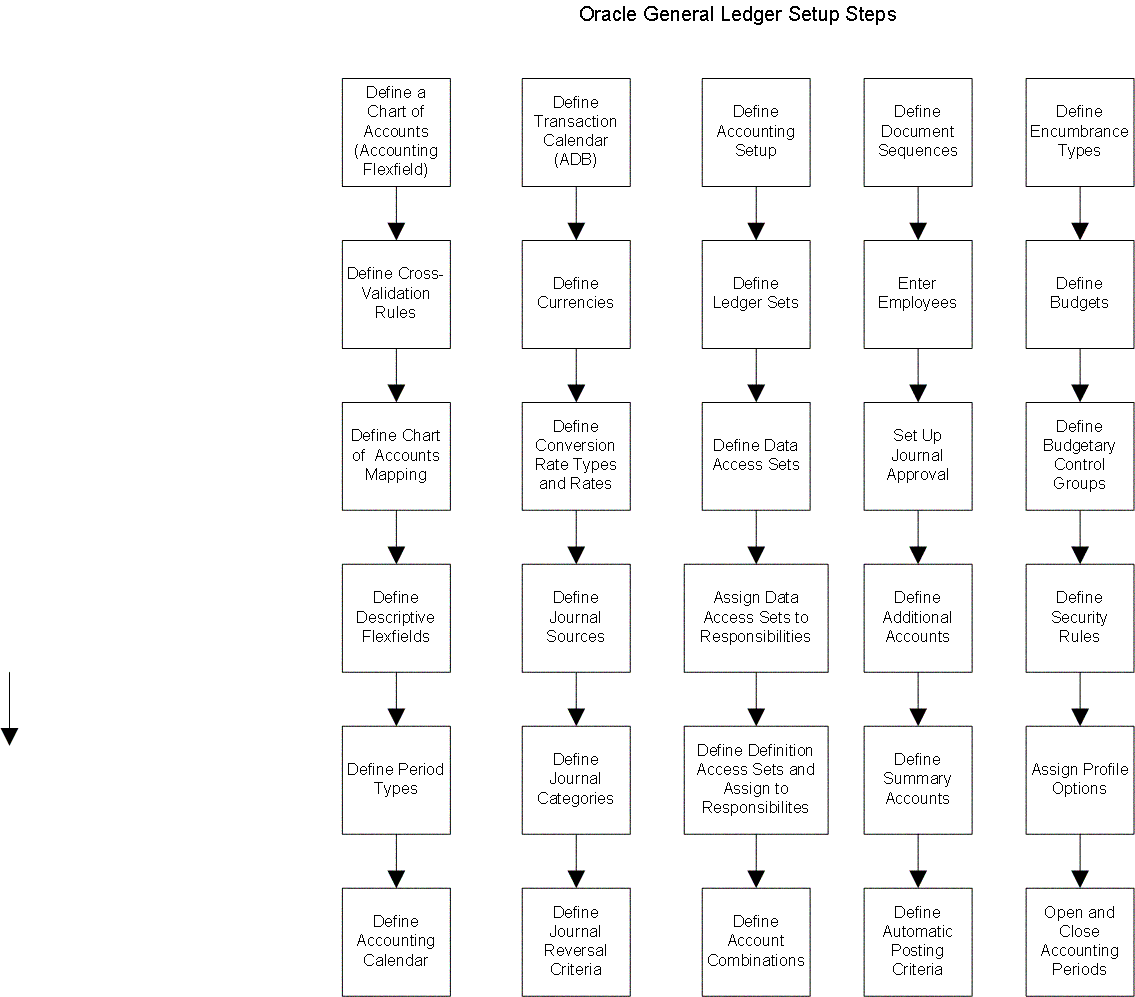 Oracle General Ledger Setup Steps
Define a
Chart of
Accounts
(Accounting
Flexfield)
Define Cross-
Validation
Rules
Define Chart
of Accounts
Mapping
Define
Descriptive
Flexfields
Define Period
Types
Define
Accounting
Calendar
Define
Transaction
Calendar
(ADB)
Define
Currencies
Define
Conversion
Rate Types
and Rates
Define
Journal
Sources
Define
Journal
Categories
Define
Journal
Reversal
Criteria
Define
Accounting
Setup
Define
Ledger Sets
Define Data
Access Sets
Assign Data
Access Sets to
Responsibilities
Define Definition
Access Sets and
Assign to
Responsibilites
Define
Account
Combinations
Define
Document
Sequences
Enter
Employees
Set Up
Journal
Approval
Define
Additional
Accounts
Define
Summary
Accounts
Define
Automatic
Posting
Criteria
Define
Encumbrance
Types
Define
Budgets
Define
Budgetary
Control
Groups
Define
Security
Rules
Assign Profile
Options
Open and
Close
Accounting
Periods